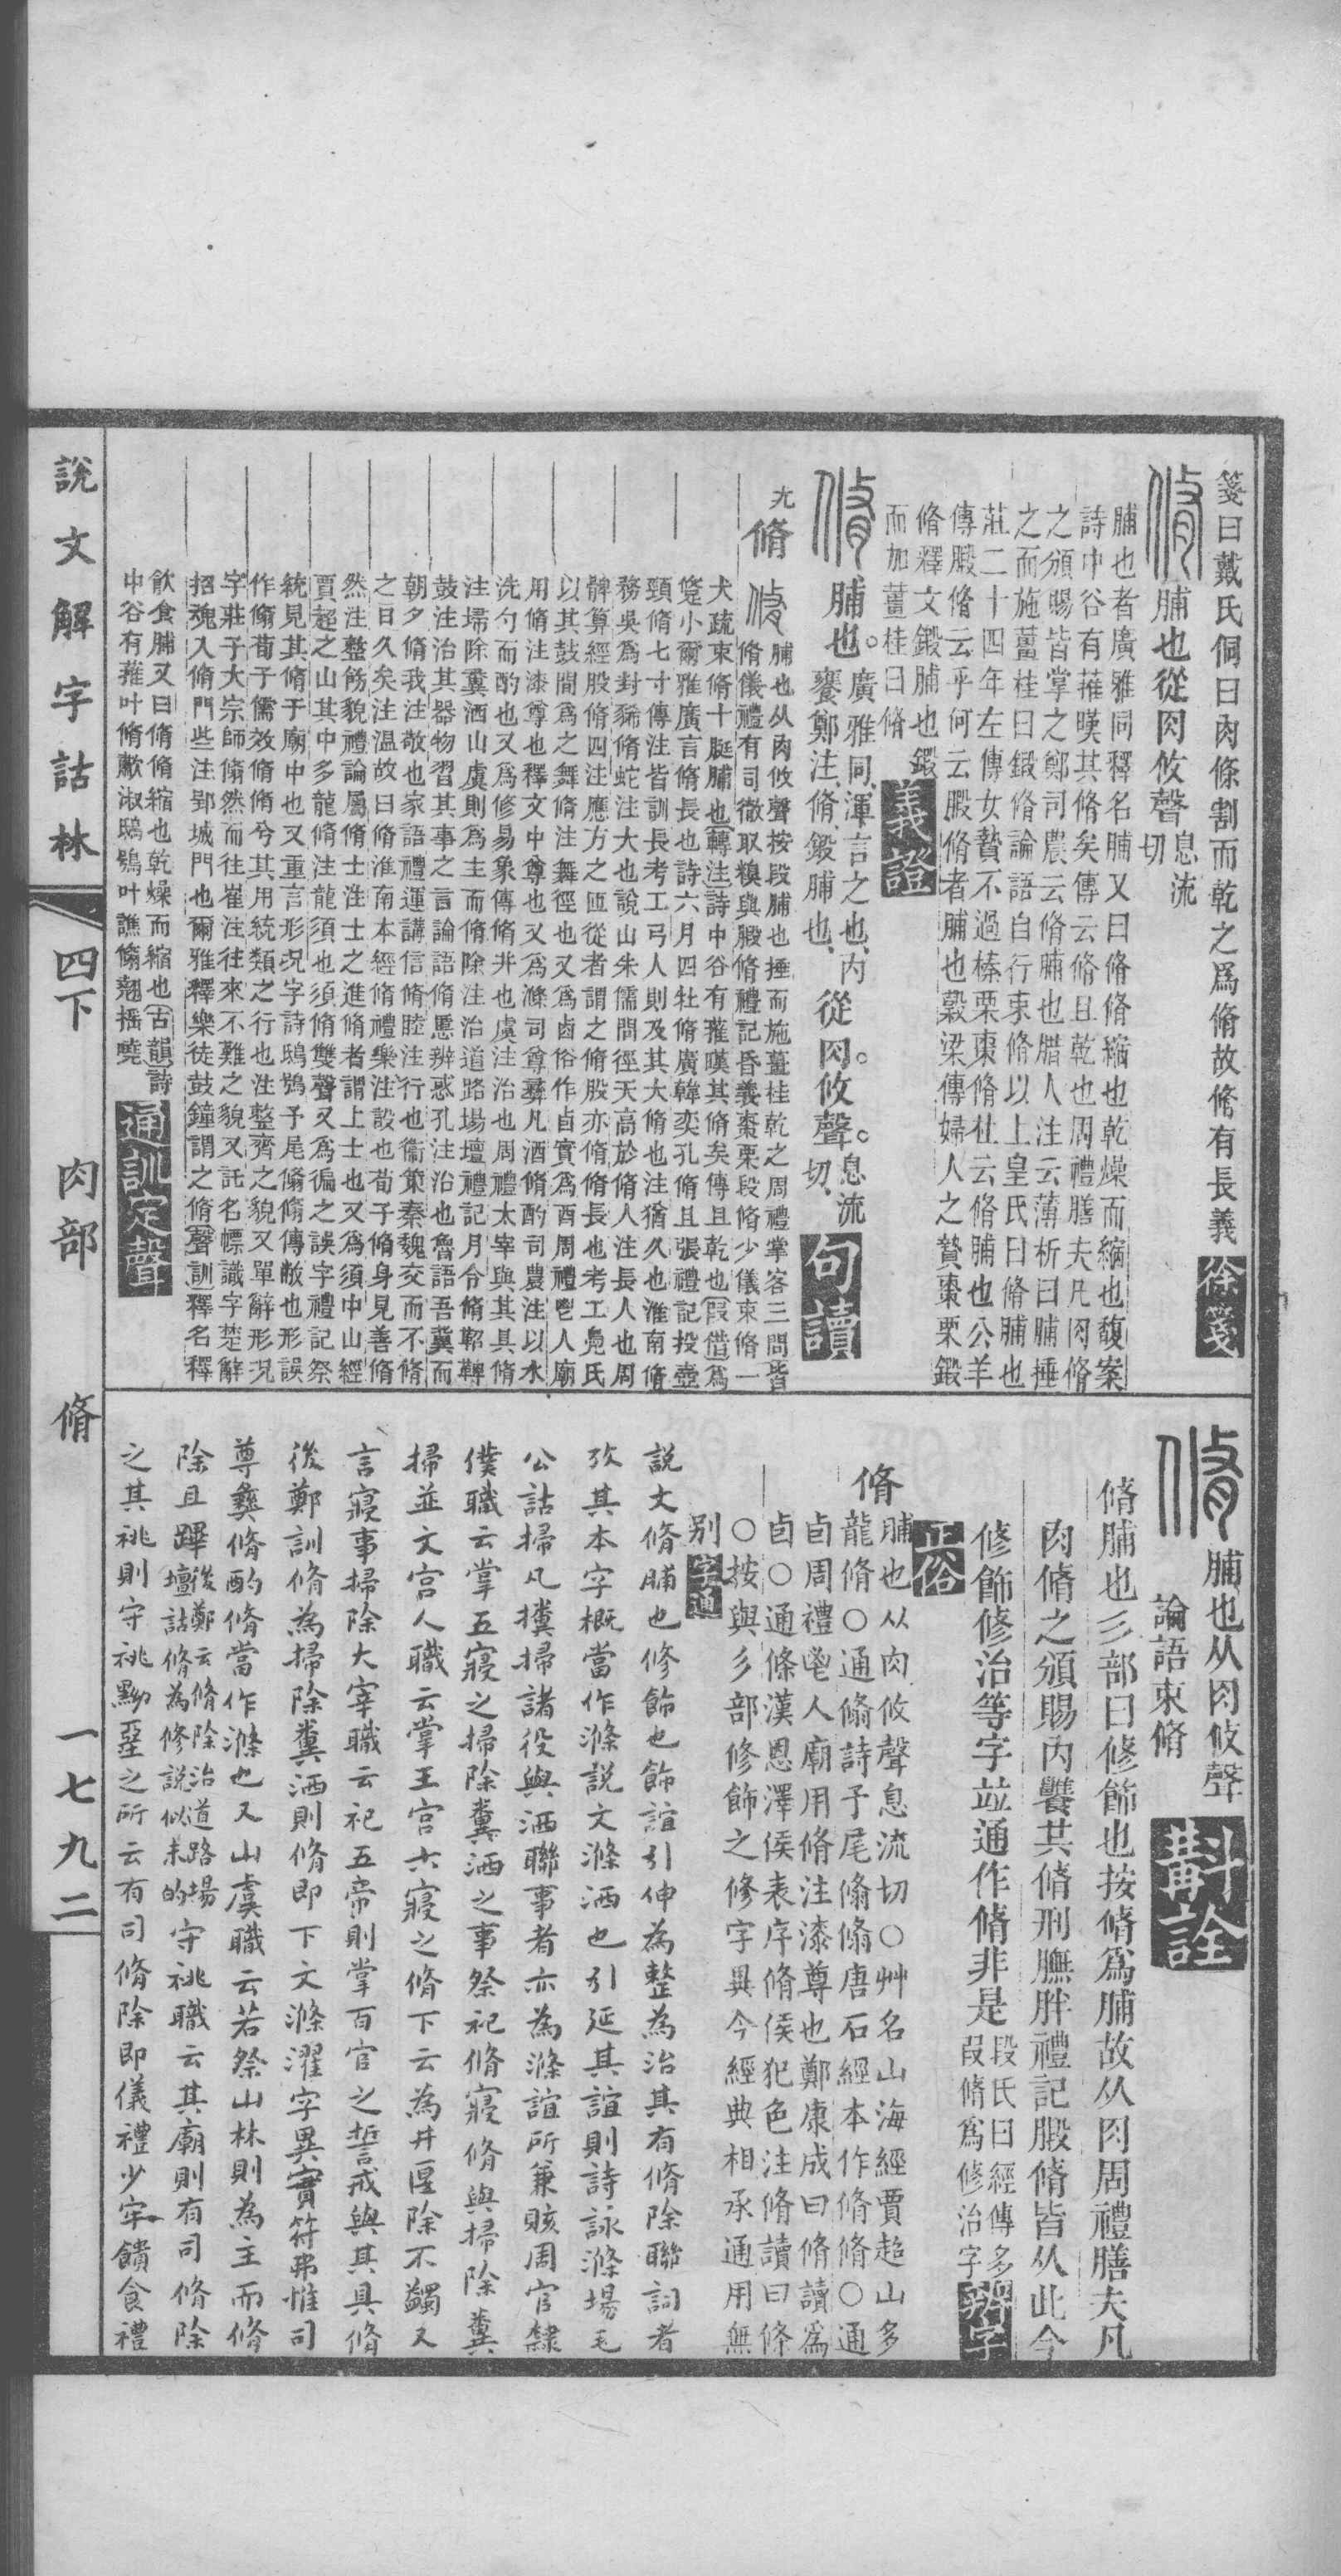 箋曰戴氏侗曰肉條割而乾之爲脩故脩有長義徐箋
脩脯也從肉攸聲息流切
脯也者廣雅同釋名脯又曰脩脩縮也乾燥而縮也馥案
詩中谷有蓷暵其脩矣傳云脩且乾也周禮膳夫凡肉脩
之頒賜皆掌之鄭司農云脩脯也腊人注云薄析曰脯捶
之而施薑桂曰鍛脩論語自行束脩以上皇氏曰脩脯也
莊二十四年左傳女贄不過榛栗棗脩杜云脩脯也公羊
傳腶脩云乎何云腶脩者脯也穀梁傳婦人之贄棗栗鍛
脩釋文鍛脯也鍛
而加薑桂曰脩義證
脩脯也。廣雅同、渾言之也、內饔鄭注、脩、鍛脯也、從肉。攸聲。息流切、句讀
脩脩脯也从肉攸聲按段脯也捶而施薑桂乾之周禮掌客三問皆
脩儀禮有司徹取糗與腶脩禮記昏義棗栗段脩少儀束脩一
犬疏束脩十脡脯也轉注詩中谷有蓷暵其脩矣傳且乾也叚借爲
筵小爾雅廣言脩長也詩六月四牡脩廣韓奕孔脩且張禮記投壺
頸脩七寸傳注皆訓長考工弓人則及其大脩也注猶久也淮南脩
務吳爲封豨脩蛇注大也說山朱儒問徑天高於脩人注長人也周
髀算經股脩四注應方之匝從者謂之脩股亦脩脩長也考工鳧氏
以其鼓間爲之舞脩注舞徑也又爲卣俗作卣實爲酉周禮鬯人廟
用脩注漆尊也釋文中尊也又爲滌司尊彝凡酒脩酌司農注以水
洗勺而酌也又爲修易象傳脩井也虞注治也周禮太宰與其具脩
注埽除糞洒山虞則爲主而脩除注治道路場壇禮記月令脩鞀鞞
鼓注治其器物習其事之言論語脩慝辨惑孔注治也魯語吾冀而
朝夕脩我注敬也家語禮運講信脩睦注行也衞策秦魏交而不脩
之日久矣注温故曰脩淮南本經脩禮樂注設也荀子脩身見善脩
然注整飭貌禮論屬脩士注士之進脩者謂上士也又爲須中山經
賈超之山其中多龍脩注龍須也須脩雙聲又爲徧之誤字禮記祭
統見其脩于廟中也又重言形況字詩鴟鴞予尾翛翛傳敝也形誤
作翛荀子儒效脩脩兮其用統類之行也注整齊之貌又單辭形況
字莊子大宗師翛然而往崔注往來不難之貌又託名幖識字楚辭
招魂入脩門些注郢城門也爾雅釋樂徒鼓鐘謂之脩聲訓釋名釋
飲食脯又曰脩脩縮也乾燥而縮也古韻詩
中谷有蓷叶脩歗淑鴟鴞叶譙翛翹搖曉通訓定聲
脩脯也从肉攸聲論語束脩㪺詮
脩脯也彡部曰修飾也按脩爲脯故从肉周禮膳夫凡
肉脩之頒賜內饔其脩刑膴胖禮記腶脩皆从此今
修飾修治等字竝通作脩非是段氏曰經傳多叚脩爲修治字辨字
正俗
脩脯也从肉攸聲息流切○艸名山海經賈超山多
龍脩○通翛詩予尾翛翛唐石經本作脩脩○通
卣周禮鬯人廟用脩注漆尊也鄭康成曰脩讀爲
卣○通條漢恩澤侯表序脩侯犯色注脩讀曰條
○按與彡部修飾之修字異今經典相承通用無
別字通
說文脩脯也修飾也飾誼引伸為整為治其有脩除聯詞者
攷其本字概當作滌說文滌洒也引延其誼則詩詠滌場毛
公詁掃凡攩掃諸役與洒聯事者亦為滌誼所兼賅周官隸
僕職云掌五寢之掃除糞洒之事祭祀脩寢脩與掃除糞
掃並文宮人職云掌王宮六寢之脩下云為井匽除不蠲又
言寢事掃除大宰職云祀五帝則掌百官之誓戒與其具脩
後鄭訓脩為掃除糞洒則脩即下文滌濯字異實符弗惟司
尊彝脩酌脩當作滌也又山虞職云若祭山林則為主而脩
除且蹕後鄭云脩除治道路場壇詁脩為修說似未的守祧職云其廟則有司脩除
之其祧則守祧黝堊之所云有司脩除即儀禮少牢饋食禮
說文解字詁林 四下 肉部 脩 一七九二